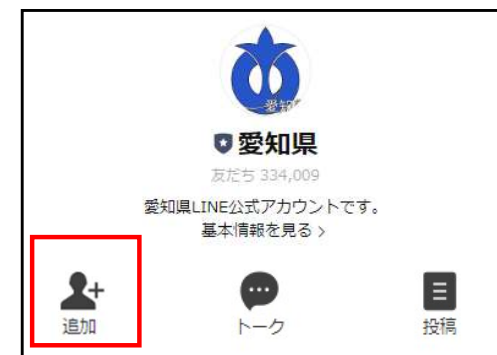 愛知
愛知県
友だち 334,009
愛知県LINE公式アカウントです。
基本情報を見る >
追加
トーク
投稿